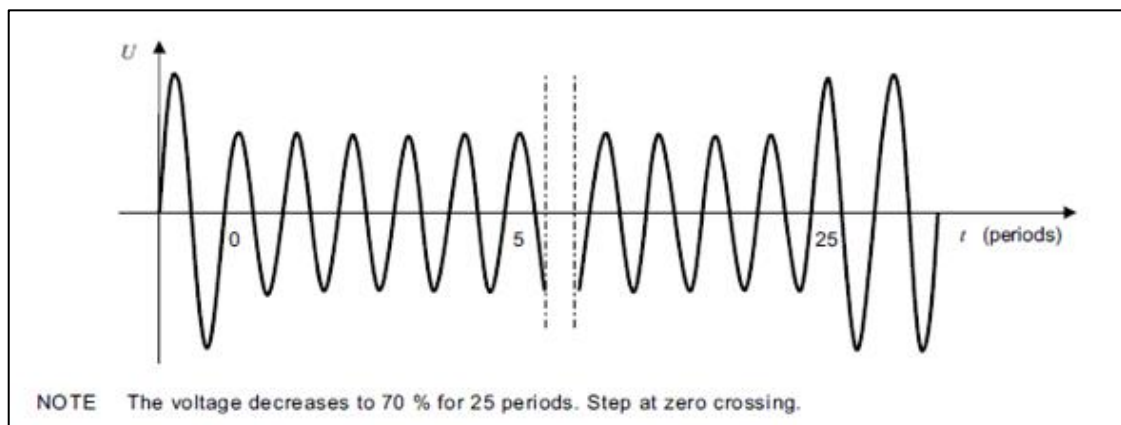 U
0 5 25 t (periods)
NOTE The voltage decreases to 70 % for 25 periods. Step at zero crossing.